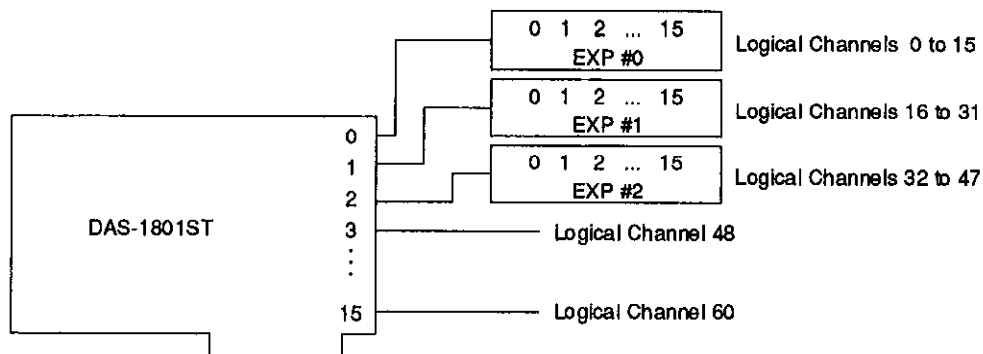 0 1 2 ... 15
EXP #0
Logical Channels 0 to 15
0 1 2 ... 15
EXP #1
Logical Channels 16 to 31
0 1 2 ... 15
EXP #2
Logical Channels 32 to 47
DAS-1801ST
0
1
2
3
15
Logical Channel 48
Logical Channel 60